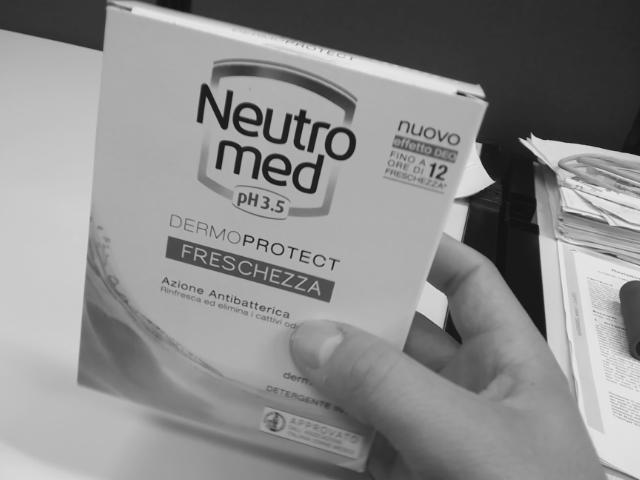 DERMOPROTECT
Neutro
med
pH3.5
nuovo
effetto DEO
FINO A 12
ORE DI
FRESCHEZZA*
DERMOPROTECT
FRESCHEZZA
Azione Antibatterica
Rinfresca ed elimina i cattivi
DETERGENTE
APPROVATO